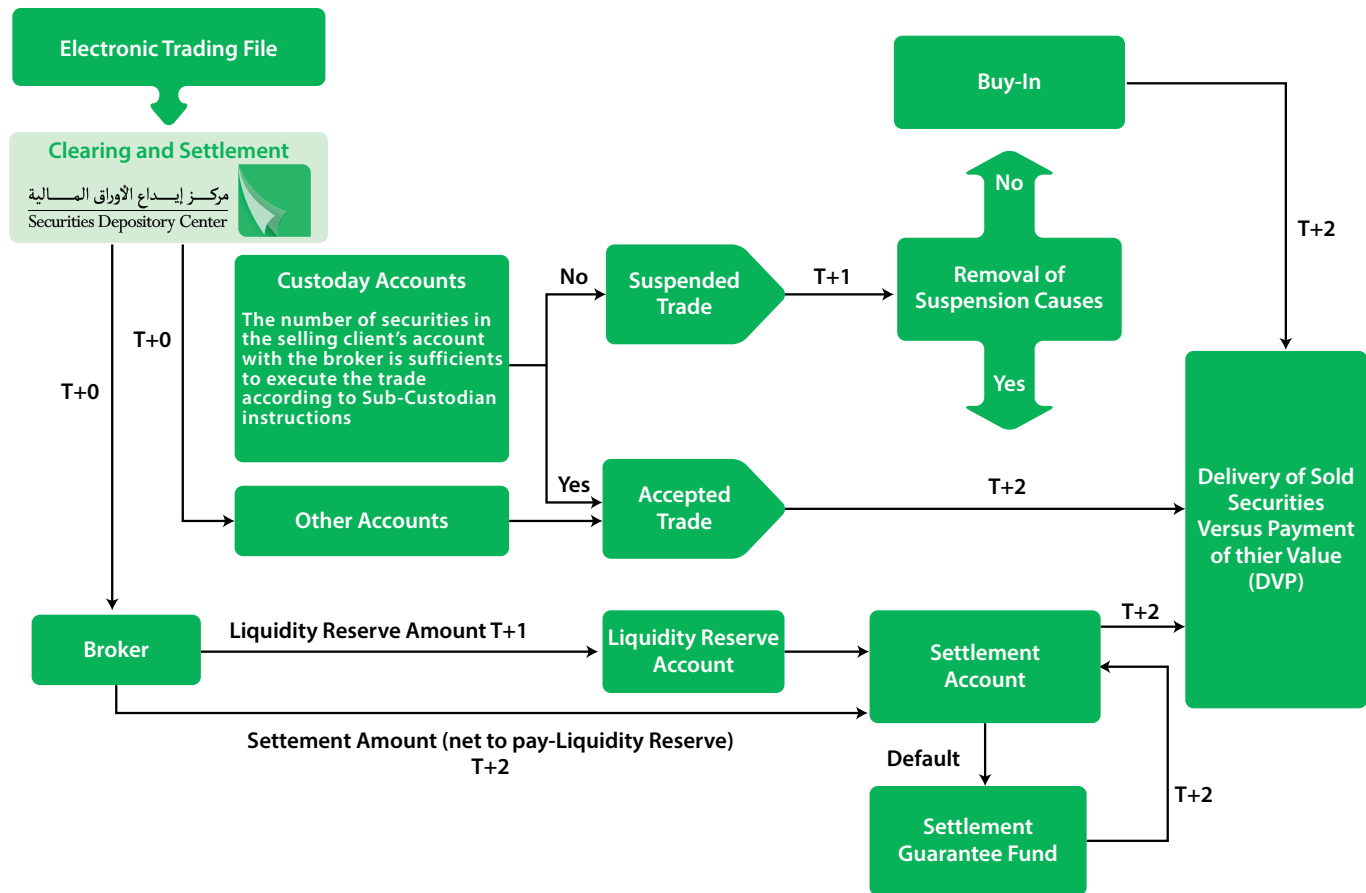 Electronic Trading File
Clearing and Settlement
مركز إيداع الأوراق المالية
Securities Depository Center
T+0
T+0
Custoday Accounts
The number of securities in
the selling client's account
with the broker is sufficients
to execute the trade
according to Sub-Custodian
instructions
Other Accounts
No
Yes
Suspended
Trade
Accepted
Trade
T+1
Buy-In
No
Removal of
Suspension Causes
Yes
T+2
T+2
Delivery of Sold
Securities
Versus Payment
of thier Value
(DVP)
Broker
Liquidity Reserve Amount T+1
Liquidity Reserve
Account
Settlement
Account
T+2
Settement Amount (net to pay-Liquidity Reserve)
T+2
Default
T+2
Settlement
Guarantee Fund